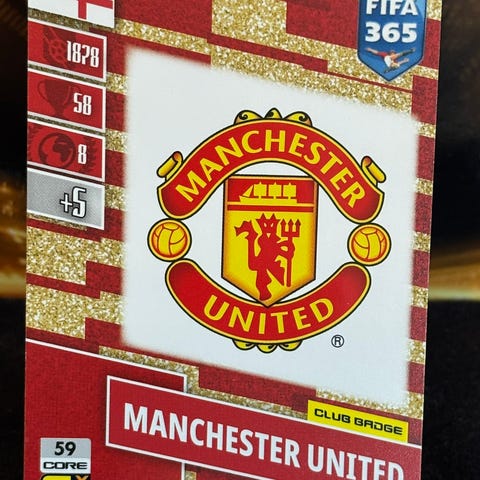 FIFA
365
1878
58
8
+5
MANCHESTER
UNITED
®
CLUB BADGE
MANCHESTER UNITED
59
CORE